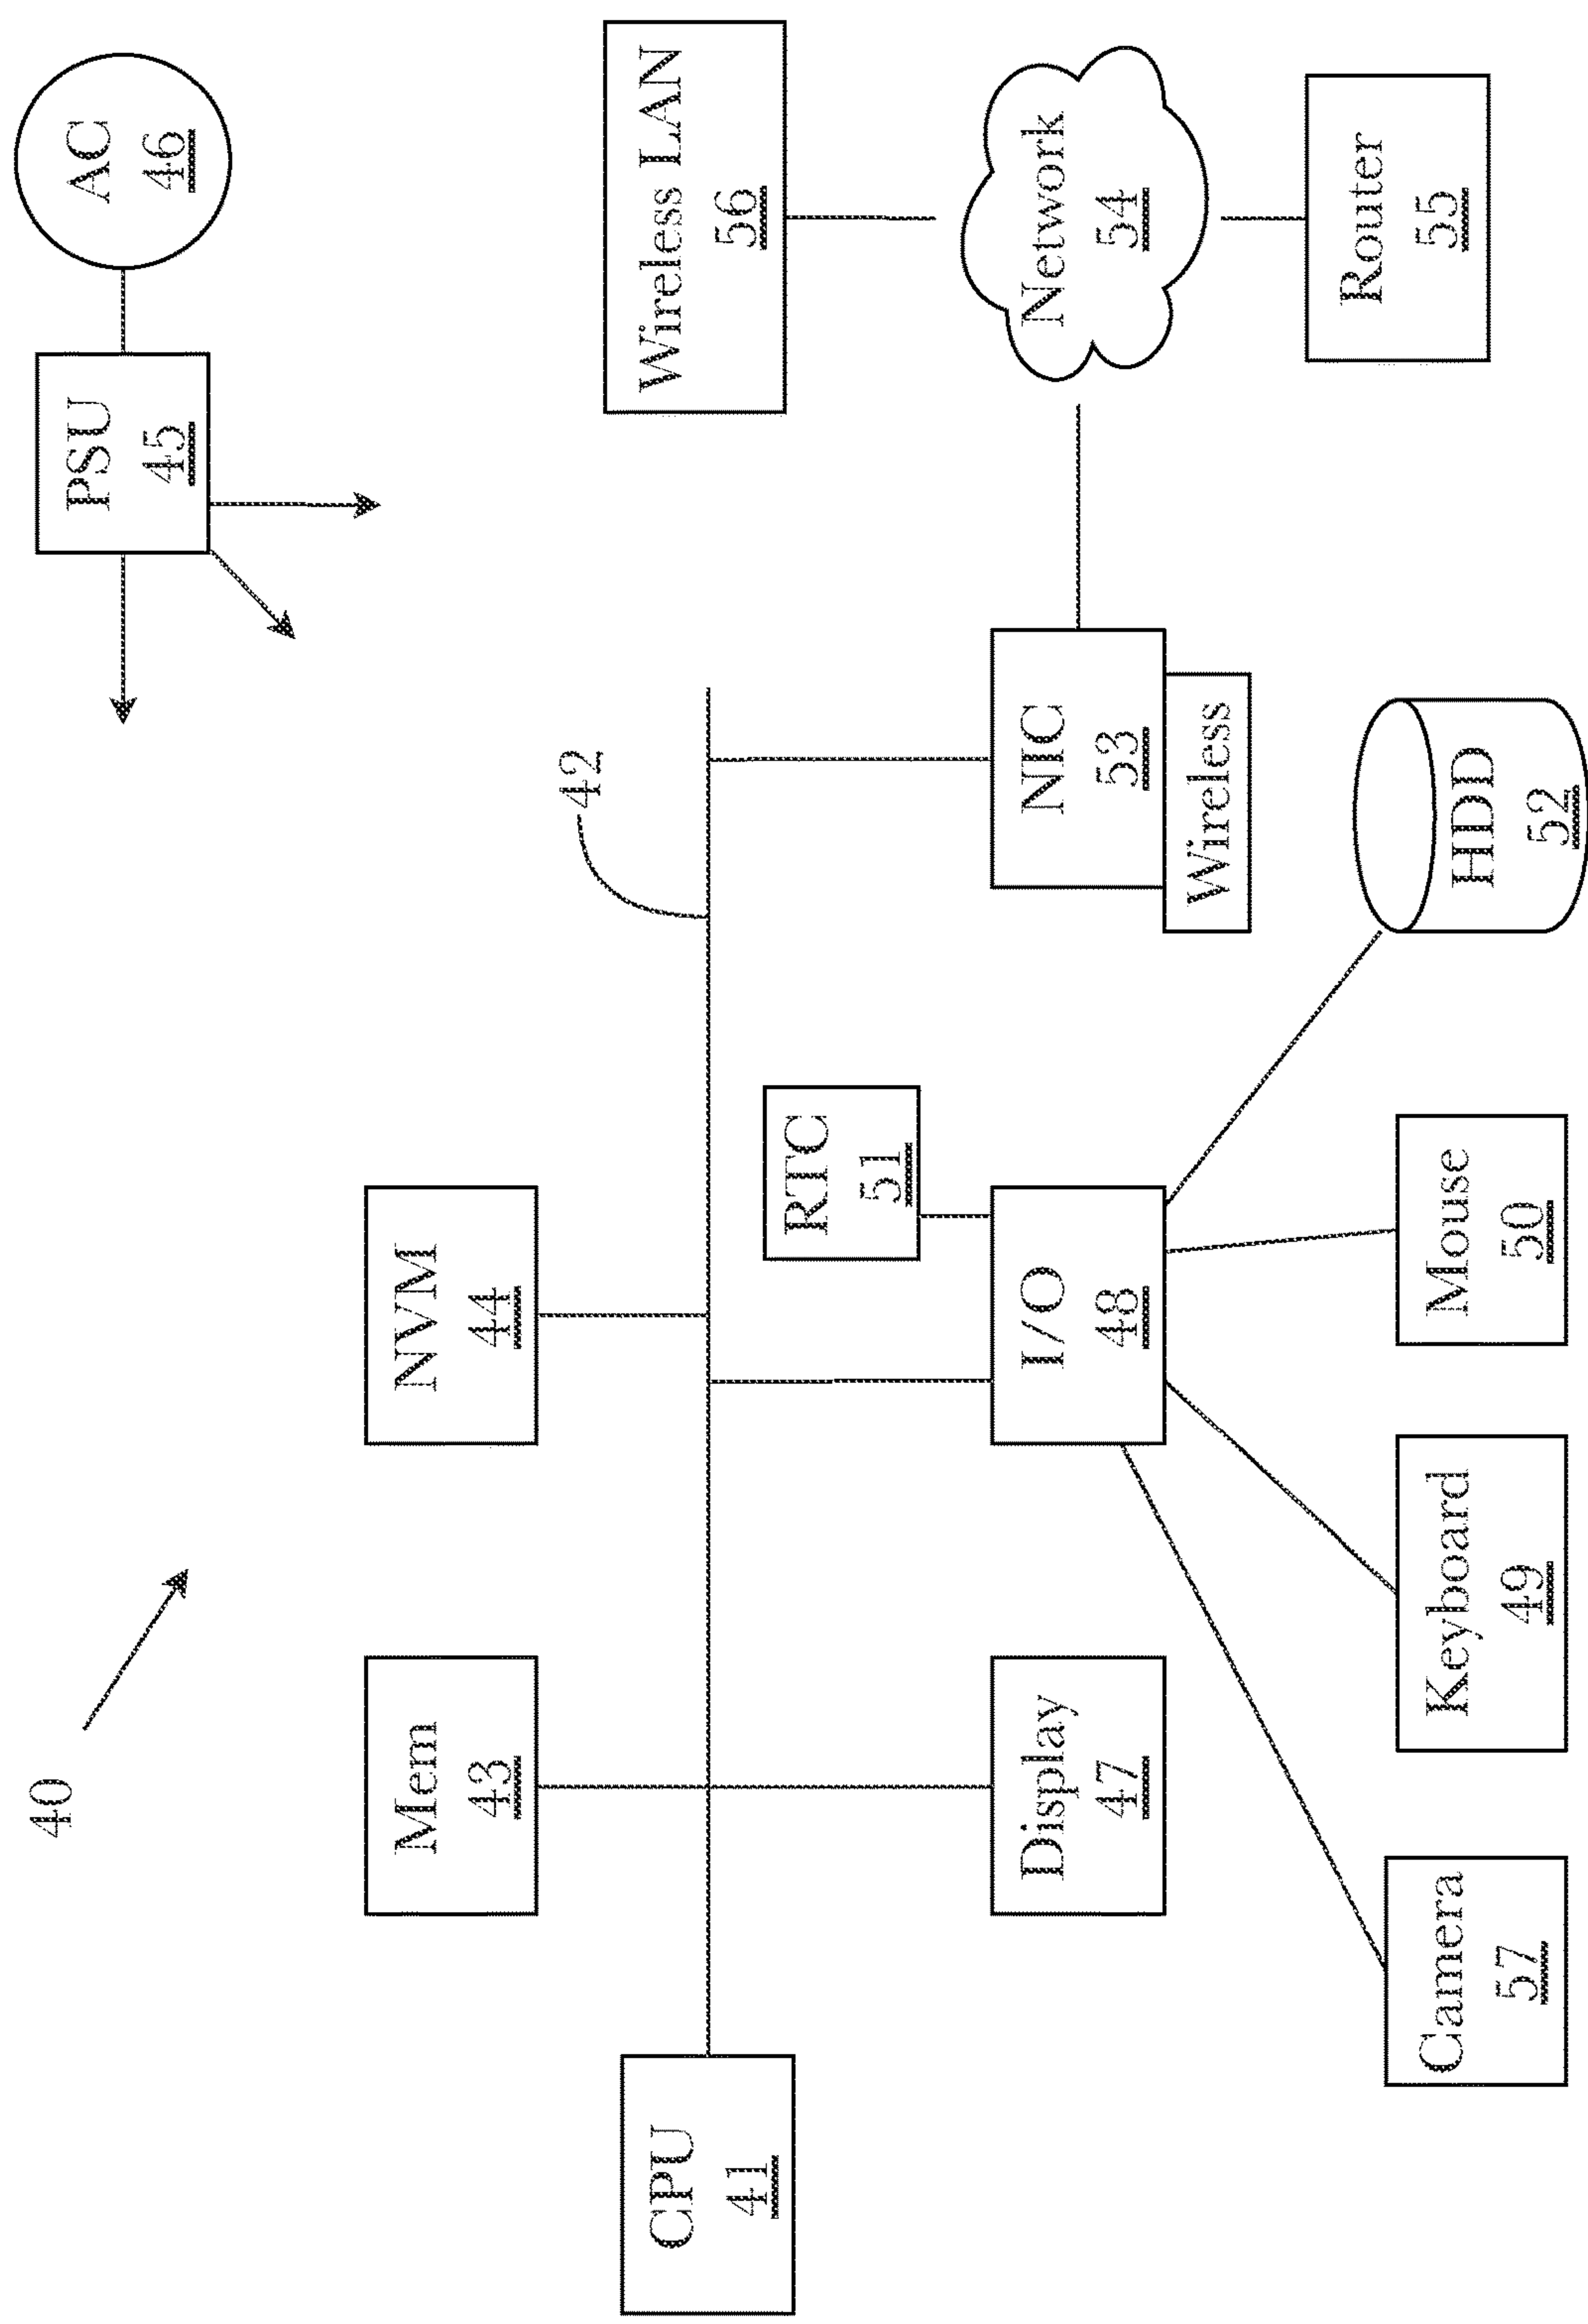 40
Mem
43
NVM
44
PSU
45
AC
46
42
CPU
41
RTC
51
Wireless LAN
56
Display
47
I/O
48
NIC
53
Wireless
Network
54
Camera
57
Keyboard
49
Mouse
50
HDD
52
Router
55